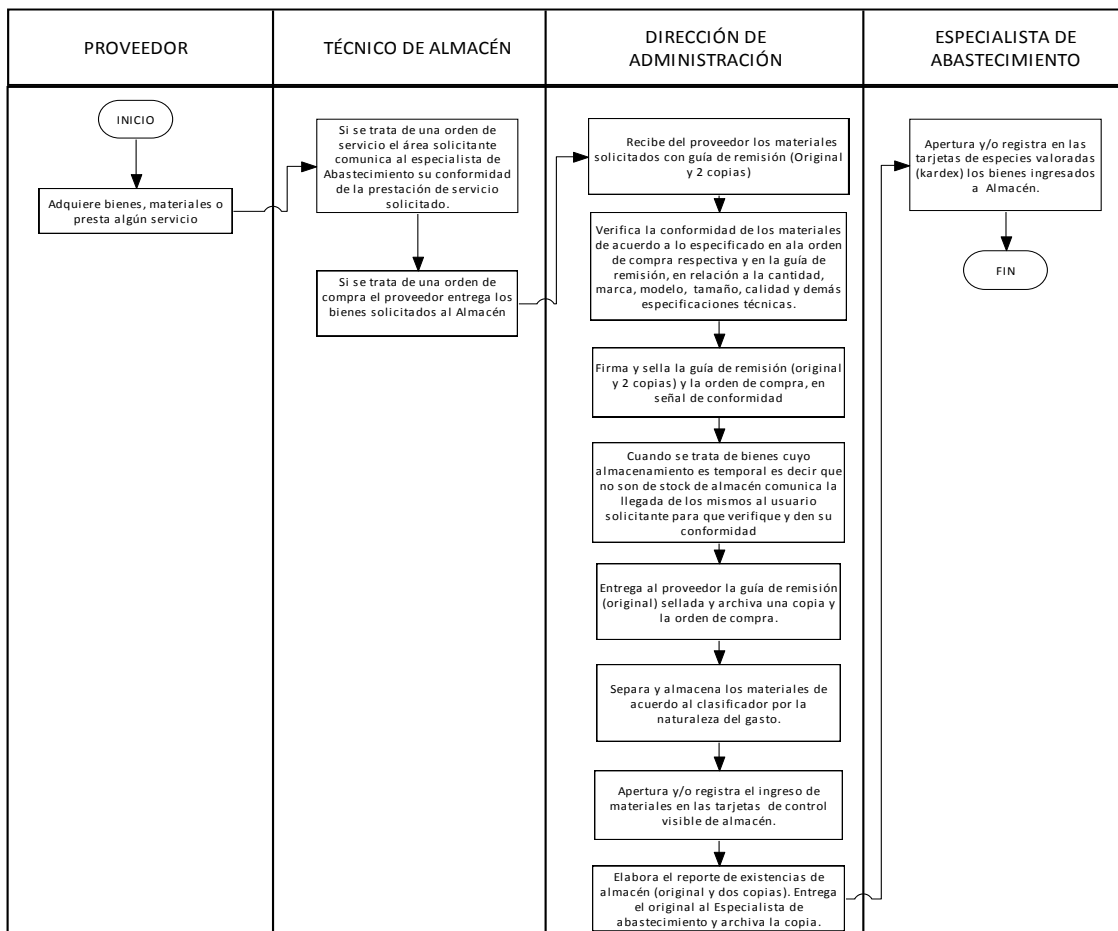 PROVEEDOR
TÉCNICO DE ALMACÉN
DIRECCIÓN DE
ADMINISTRACIÓN
ESPECIALISTA DE
ABASTECIMIENTO
INICIO
Adquiere bienes, materiales o
presta algún servicio
Si se trata de una orden de
servicio el área solicitante
comunica al especialista de
Abastecimiento su conformidad
de la prestación de servicio
solicitado.
Si se trata de una orden de
compra el proveedor entrega los
bienes solicitados al Almacén
Recibe del proveedor los materiales
solicitados con guía de remisión (Original
y 2 copias)
Verifica la conformidad de los materiales
de acuerdo a lo especificado en ala orden
de compra respectiva y en la guía de
remisión, en relación a la cantidad,
marca, modelo, tamaño, calidad y demás
especificaciones técnicas.
Firma y sella la guía de remisión (original
y 2 copias) y la orden de compra, en
señal de conformidad
Cuando se trata de bienes cuyo
almacenamiento es temporal es decir que
no son de stock de almacén comunica la
llegada de los mismos al usuario
solicitante para que verifique y den su
conformidad
Entrega al proveedor la guía de remisión
(original) sellada y archiva una copia y
la orden de compra.
Separa y almacena los materiales de
acuerdo al clasificador por la
naturaleza del gasto.
Apertura y/o registra el ingreso de
materiales en las tarjetas de control
visible de almacén.
Elabora el reporte de existencias de
almacén (original y dos copias). Entrega
el original al Especialista de
abastecimiento y archiva la copia.
Apertura y/o registra en las
tarjetas de especies valoradas
(kardex) los bienes ingresados
a Almacén.
FIN